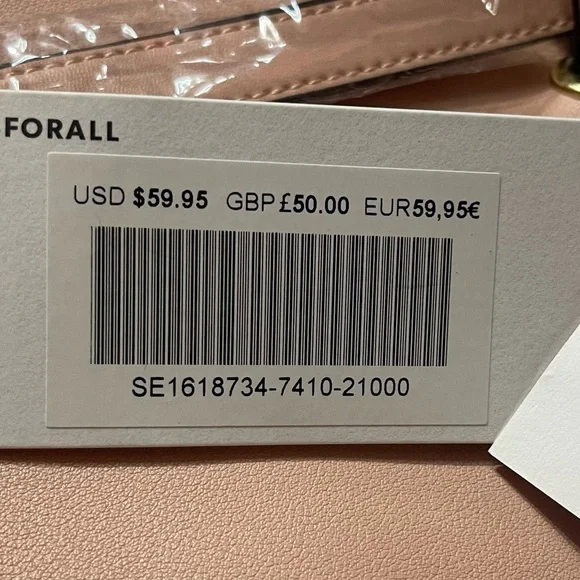 FORALL
USD $59.95 GBP £50.00 EUR 59,95€
SE1618734-7410-21000